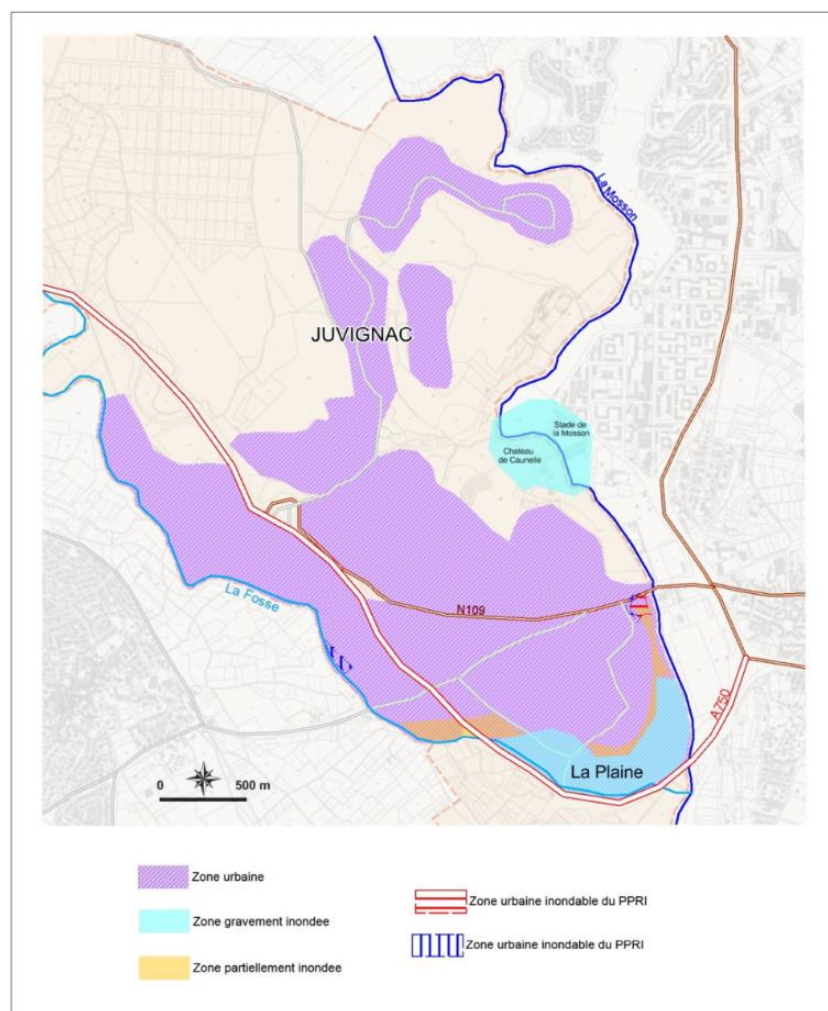 La Mosson
JUVIGNAC
Stade de
la Mosson
Chateau
de Caunelle
La Fosse
N109
A750
La Plaine
0 500 m
Zone urbaine
Zone gravement inondee
Zone partiellement inondee
Zone urbaine inondable du PPRI
Zone urbaine inondable du PPRI